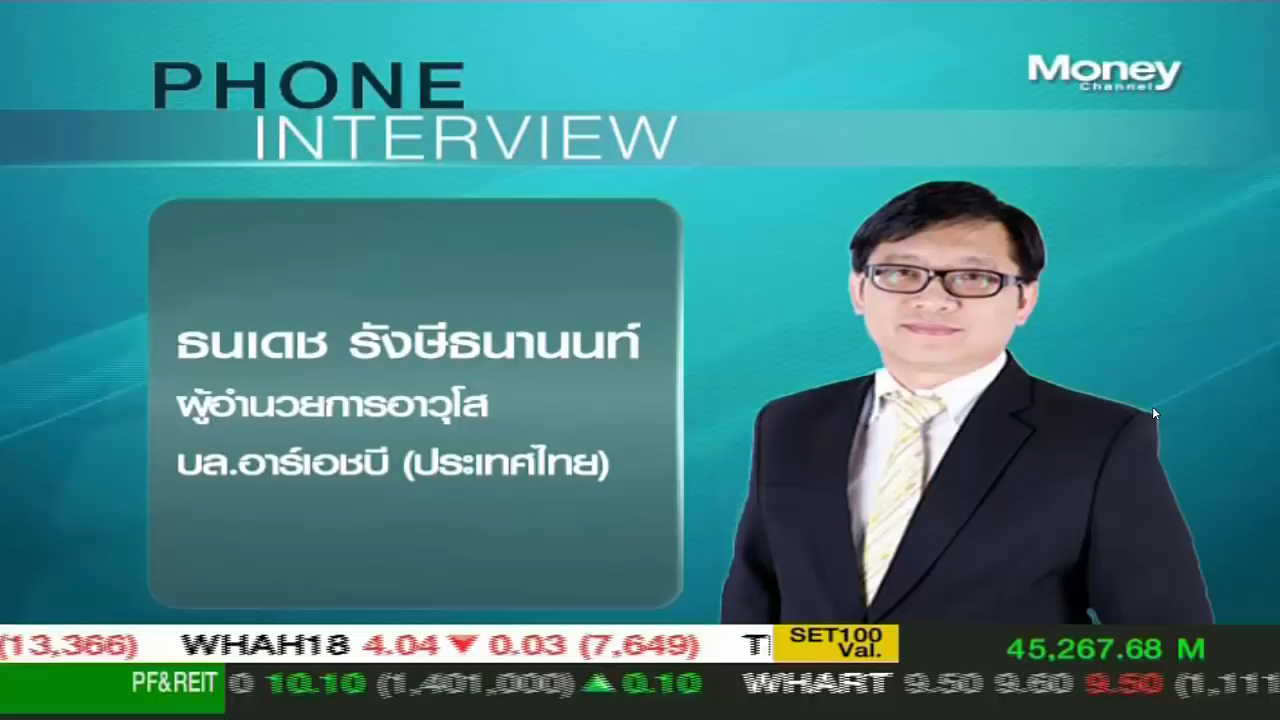 PHONE
INTERVIEW
Money
Channel
ธนเดช รังษีธนานนท์
ผู้อำนวยการอาวุโส
บล.อาร์เอชบี (ประเทศไทย)
(13,366) WHAH18 4.04 ▼ 0.03 (7,649)
SET100
Val.
45,267.68 M
PF&REIT
0 10.10 (1,401,000) ▲ 0.10 WHART 9.50 9.60 9.50 (1,111